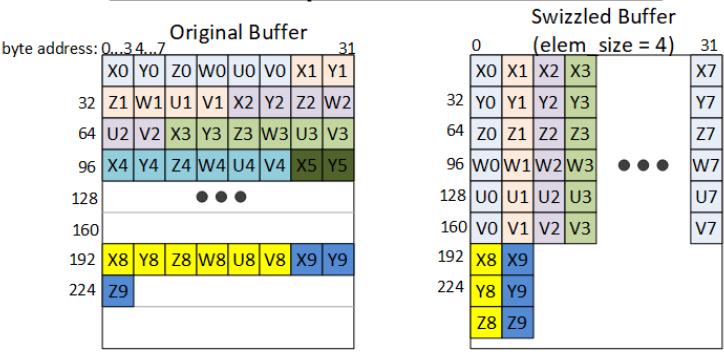 Original Buffer
byte address: 0...3 4...7 31
X0 Y0 Z0 W0 U0 V0 X1 Y1
32 Z1 W1 U1 V1 X2 Y2 Z2 W2
64 U2 V2 X3 Y3 Z3 W3 U3 V3
96 X4 Y4 Z4 W4 U4 V4 X5 Y5
128
160
192 X8 Y8 Z8 W8 U8 V8 X9 Y9
224 Z9
Swizzled Buffer
0 (elem_size = 4) 31
X0 X1 X2 X3 X7
32 Y0 Y1 Y2 Y3 Y7
64 Z0 Z1 Z2 Z3 Z7
96 W0 W1 W2 W3 W7
128 U0 U1 U2 U3 U7
160 V0 V1 V2 V3 V7
192 X8 X9
224 Y8 Y9
Z8 Z9